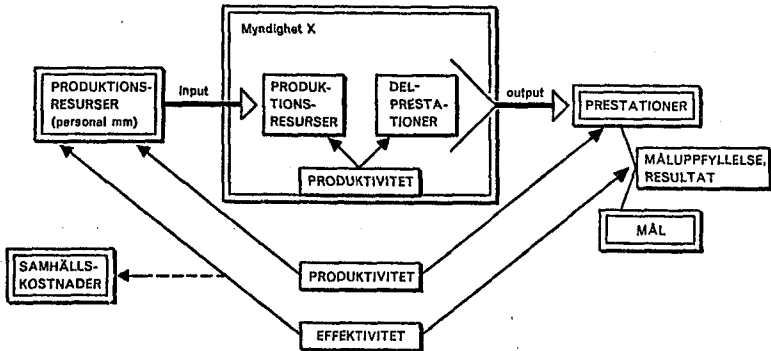 Myndighet X
PRODUKTIONS-
RESURSER
(personal mm)
input
PRODUK-
TIONS-
RESURSER
DEL-
PRESTA-
TIONER
output
PRESTATIONER
PRODUKTIVITET
MÅLUPPFYLLELSE,
RESULTAT
MÅL
SAMHÄLLS-
KOSTNADER
PRODUKTIVITET
EFFEKTIVITET